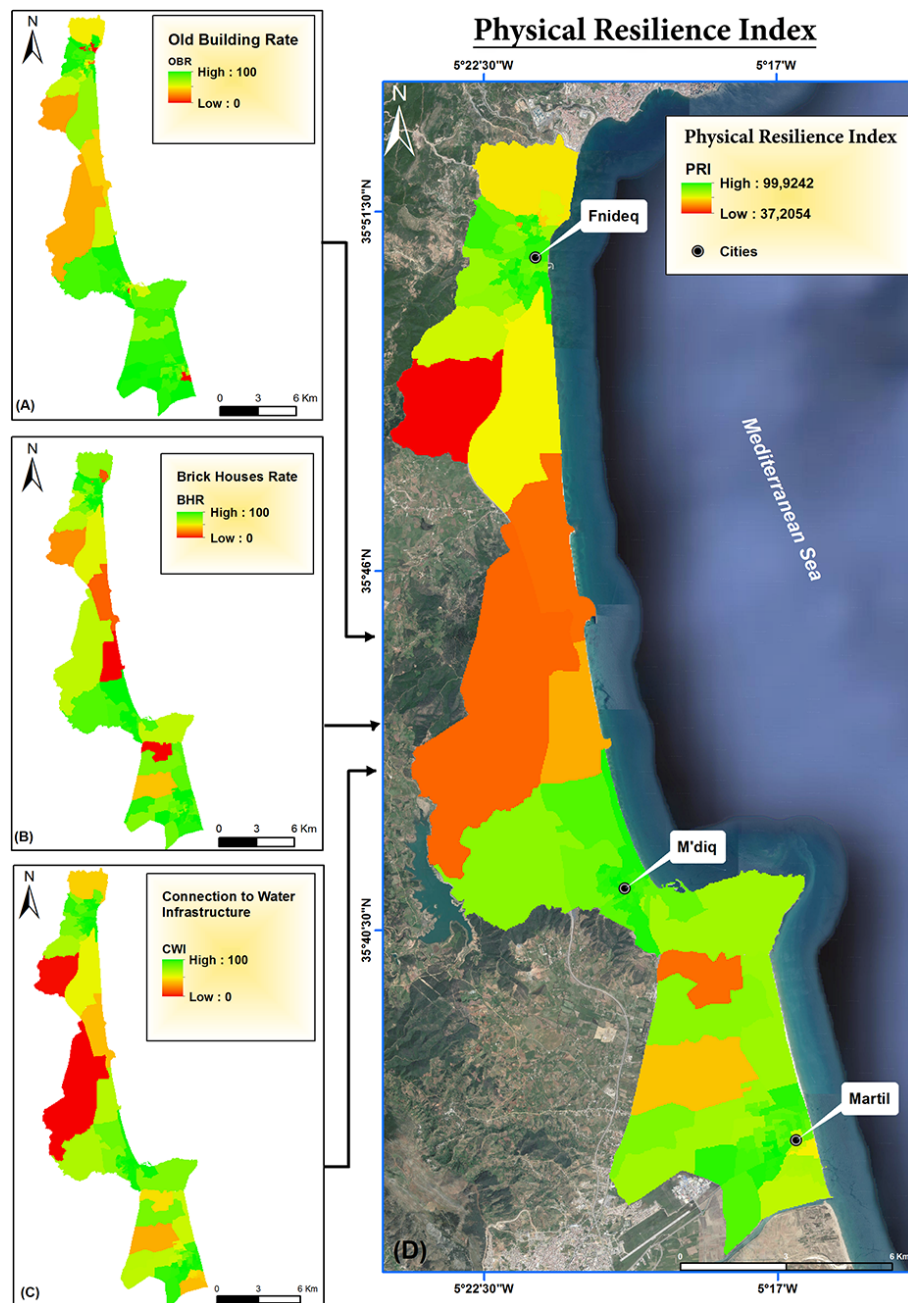 Physical Resilience Index
N
Old Building Rate
OBR
High : 100
Low : 0
0 3 6 Km
(A)
N
Brick Houses Rate
BHR
High : 100
Low : 0
0 3 6 Km
(B)
N
Connection to Water
Infrastructure
CWI
High : 100
Low : 0
0 3 6 Km
(C)
5°22'30"W 5°17'W
N
Physical Resilience Index
PRI
High : 99,9242
Low : 37,2054
Cities
35°51'30"N
35°46'N
35°40'30"N
Fnideq
Mediterranean Sea
M'diq
Martil
(D)
0 3 6 Km
5°22'30"W 5°17'W